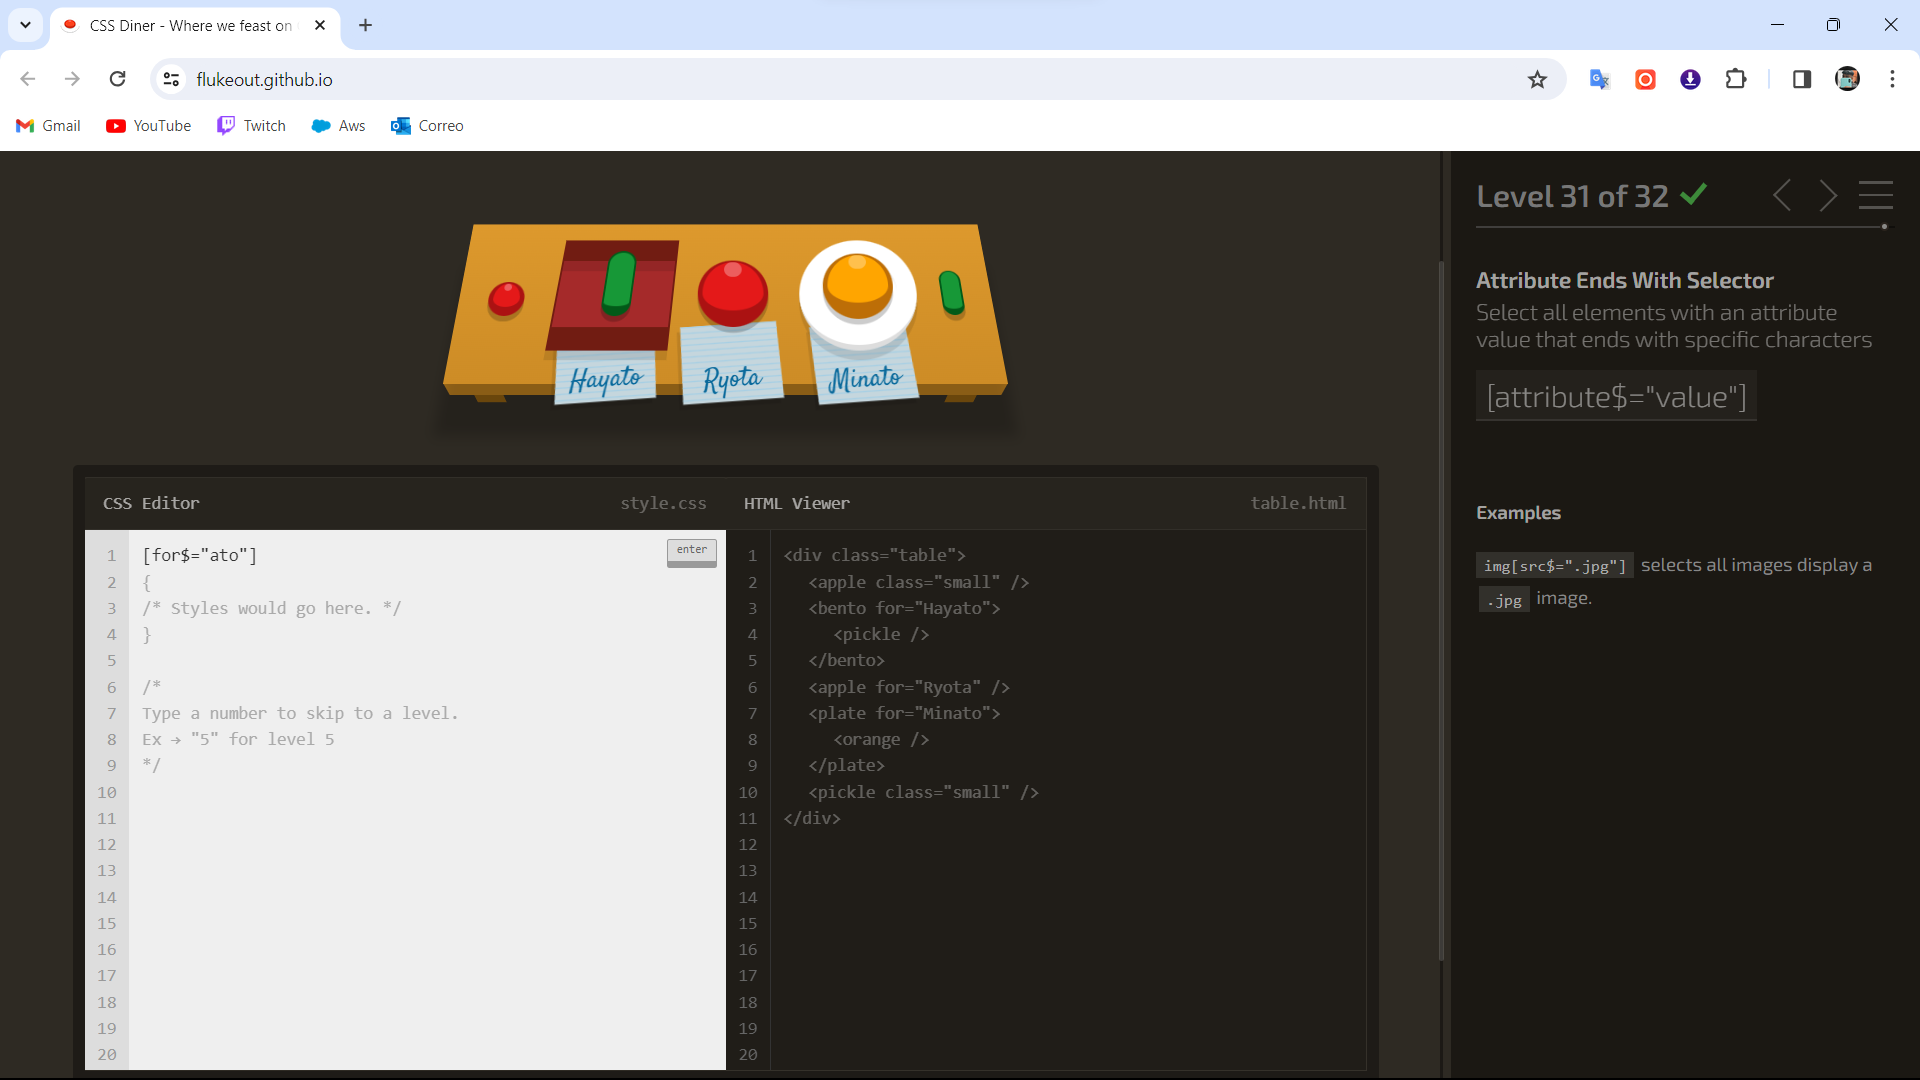 CSS Diner - Where we feast on
flukeout.github.io
Gmail YouTube Twitch Aws Correo
Hayato Ryota Minato
CSS Editor style.css
1 [for$="ato"] enter
2 {
3 /* Styles would go here. */
4 }
5
6 /*
7 Type a number to skip to a level.
8 Ex → "5" for level 5
9 */
10
11
12
13
14
15
16
17
18
19
20
HTML Viewer table.html
1 <div class="table">
2 <apple class="small" />
3 <bento for="Hayato">
4 <pickle />
5 </bento>
6 <apple for="Ryota" />
7 <plate for="Minato">
8 <orange />
9 </plate>
10 <pickle class="small" />
11 </div>
12
13
14
15
16
17
18
19
20
Level 31 of 32
Attribute Ends With Selector
Select all elements with an attribute
value that ends with specific characters
[attribute$="value"]
Examples
img[src$=".jpg"] selects all images display a
.jpg image.